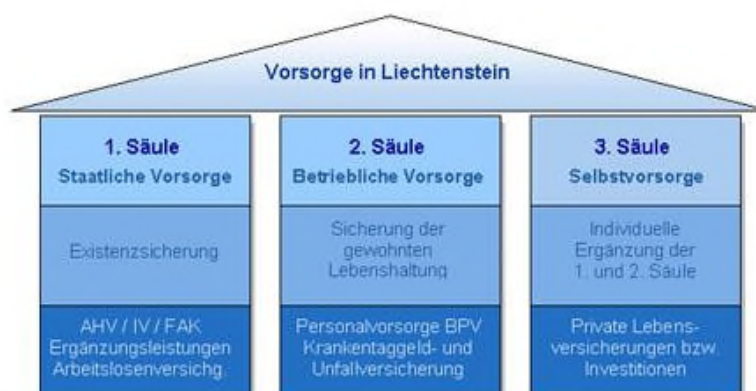 Vorsorge in Liechtenstein
1. Säule
Staatliche Vorsorge
Existenzsicherung
AHV / IV / FAK
Ergänzungsleistungen
Arbeitslosenversichg.
2. Säule
Betriebliche Vorsorge
Sicherung der
gewohnten
Lebenshaltung
Personalvorsorge BPV
Krankentaggeld- und
Unfallversicherung
3. Säule
Selbstvorsorge
Individuelle
Ergänzung der
1. und 2. Säule
Private Lebens-
versicherungen bzw.
Investitionen